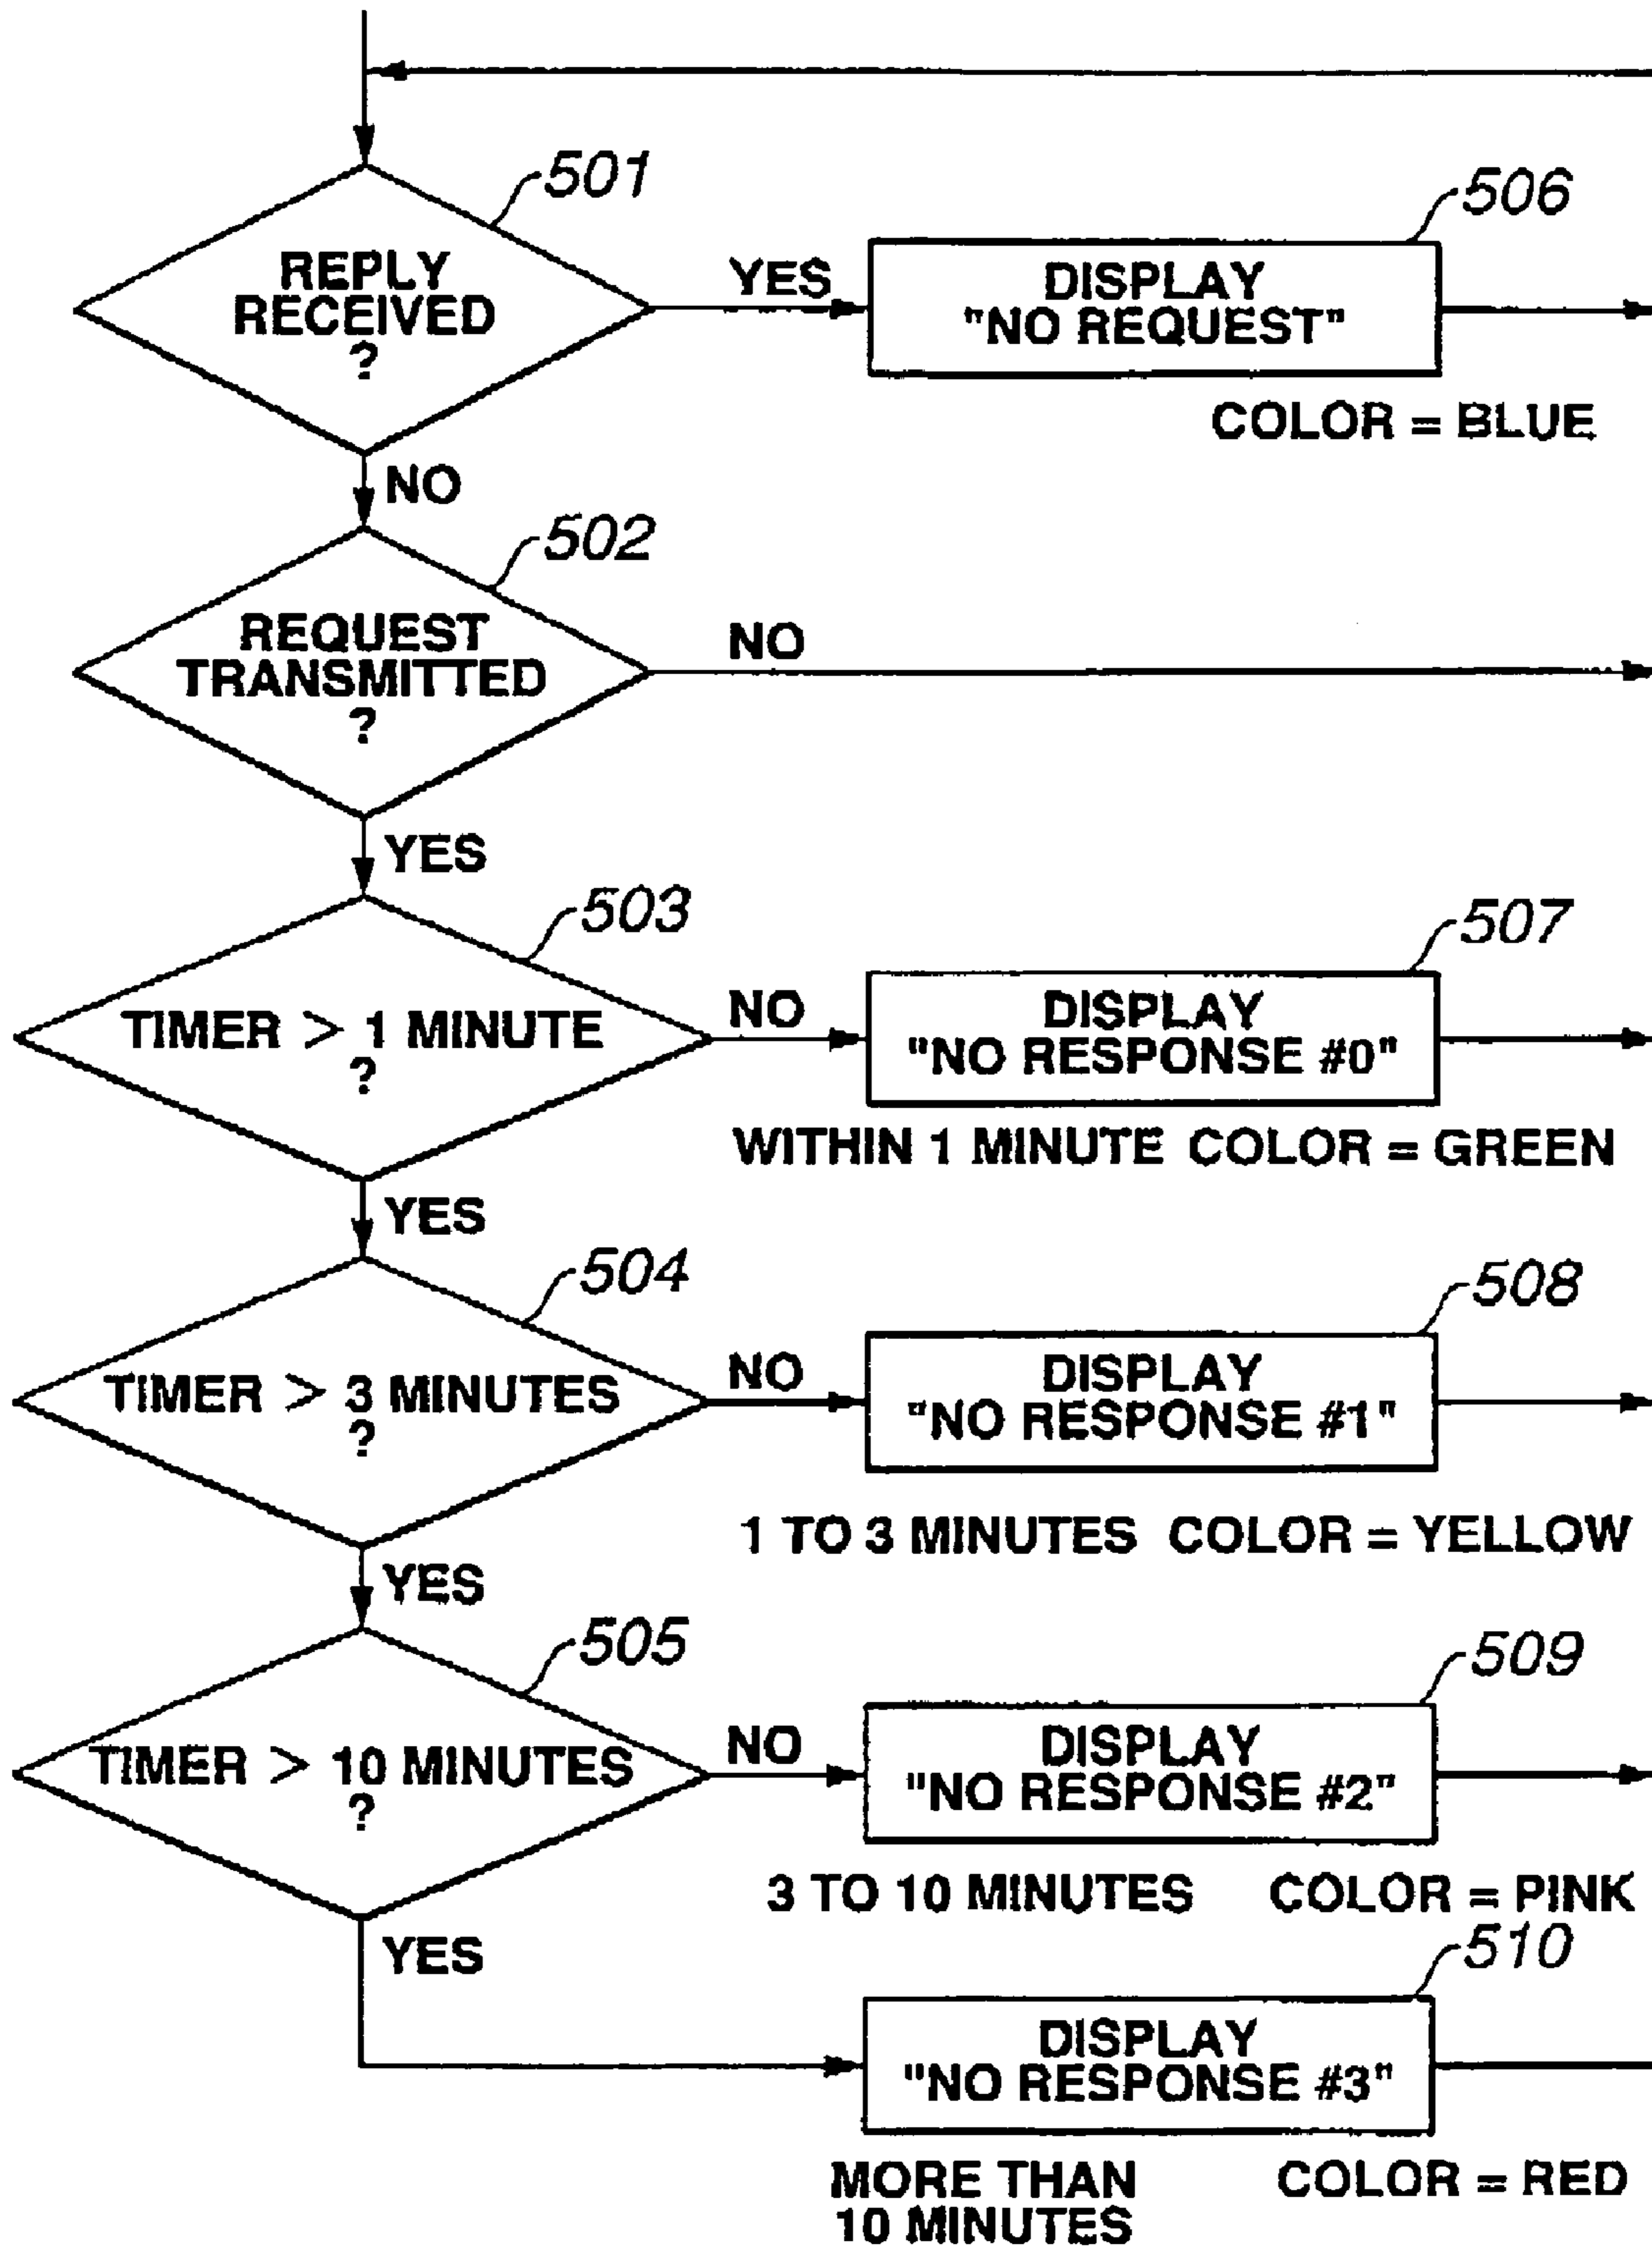 501
REPLY
RECEIVED
?
YES
506
DISPLAY
"NO REQUEST"
COLOR = BLUE
NO
502
REQUEST
TRANSMITTED
?
NO
YES
503
TIMER > 1 MINUTE
?
NO
507
DISPLAY
"NO RESPONSE #0"
WITHIN 1 MINUTE COLOR = GREEN
YES
504
TIMER > 3 MINUTES
?
NO
508
DISPLAY
"NO RESPONSE #1"
1 TO 3 MINUTES COLOR = YELLOW
YES
505
TIMER > 10 MINUTES
?
NO
509
DISPLAY
"NO RESPONSE #2"
3 TO 10 MINUTES COLOR = PINK
YES
510
DISPLAY
"NO RESPONSE #3"
MORE THAN
10 MINUTES
COLOR = RED